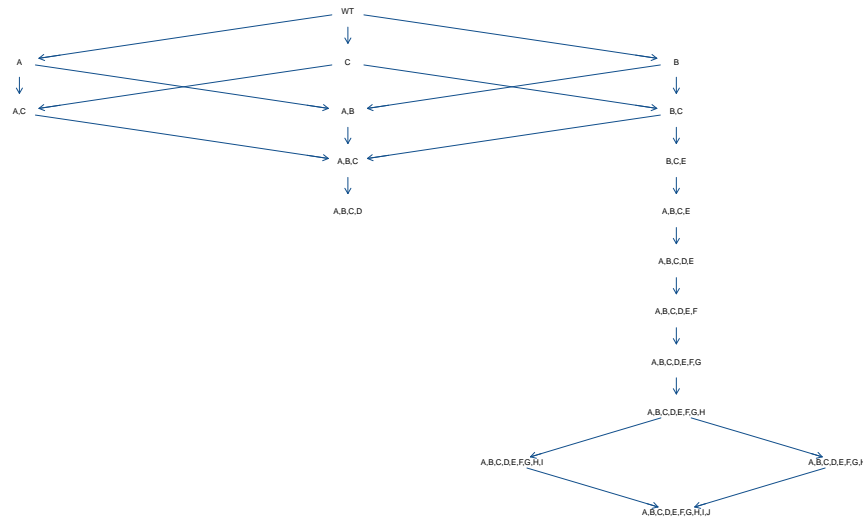 WT
A
C
B
A,C
A,B
B,C
A,B,C
B,C,E
A,B,C,D
A,B,C,E
A,B,C,D,E
A,B,C,D,E,F
A,B,C,D,E,F,G
A,B,C,D,E,F,G,H
A,B,C,D,E,F,G,H,I
A,B,C,D,E,F,G,H
A,B,C,D,E,F,G,H,I,J